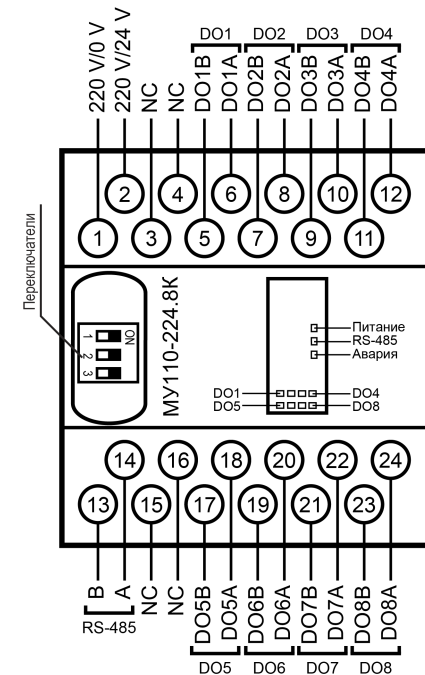 DO1 DO2 DO3 DO4
220 V/0 V
220 V/24 V
NC
NC
DO1B
DO1A
DO2B
DO2A
DO3B
DO3A
DO4B
DO4A
2 4 6 8 10 12
1 3 5 7 9 11
Переключатели
1
2
3
ON
МУ110-224.8К
Питание
RS-485
Авария
DO1 DO4
DO5 DO8
14 16 18 20 22 24
13 15 17 19 21 23
B
A
NC
NC
DO5B
DO5A
DO6B
DO6A
DO7B
DO7A
DO8B
DO8A
RS-485
DO5 DO6 DO7 DO8